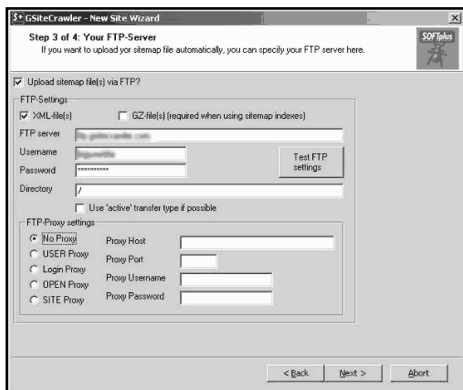 GSiteCrawler - New Site Wizard
Step 3 of 4: Your FTP-Server
If you want to upload yor sitemap file automatically, you can specify your FTP server here.
SOFTplus
Upload sitemap file(s) via FTP?
FTP-Settings
XML-file(s) GZ-file(s) (required when using sitemap indexes)
FTP server
Username
Password **********
Test FTP settings
Directory /
Use 'active' transfer type if possible
FTP-Proxy settings
No Proxy Proxy Host
USER Proxy Proxy Port
Login Proxy Proxy Username
OPEN Proxy Proxy Password
SITE Proxy
< Back Next > Abort